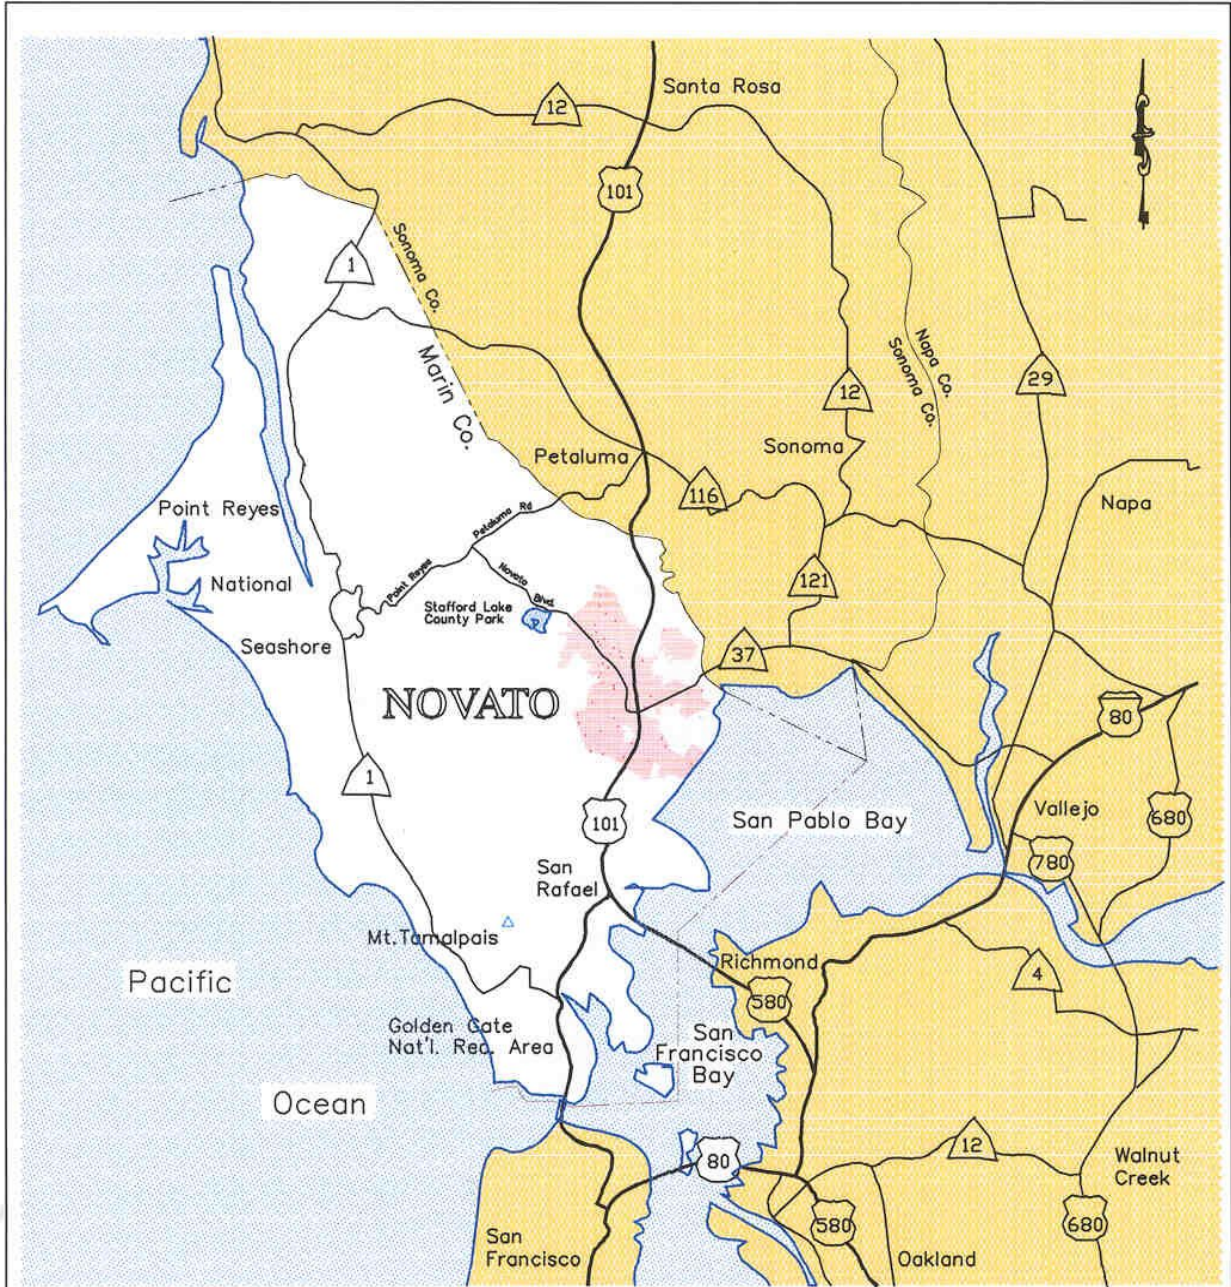 Santa Rosa
12
101
1
Sonoma Co.
Marin Co.
Napa Co.
Sonoma Co.
29
12
Sonoma
Petaluma
116
Napa
Point Reyes
National
Seashore
Point Reyes
Petaluma Rd
Novato
Blvd.
Stafford Lake
County Park
121
37
NOVATO
80
1
101
San Pablo Bay
Vallejo
680
780
San
Rafael
Mt.Tamalpais
Richmond
580
4
Pacific
Ocean
Golden Gate
Nat'l. Rec. Area
San
Francisco
Bay
12
80
Walnut
Creek
580
680
San
Francisco
Oakland